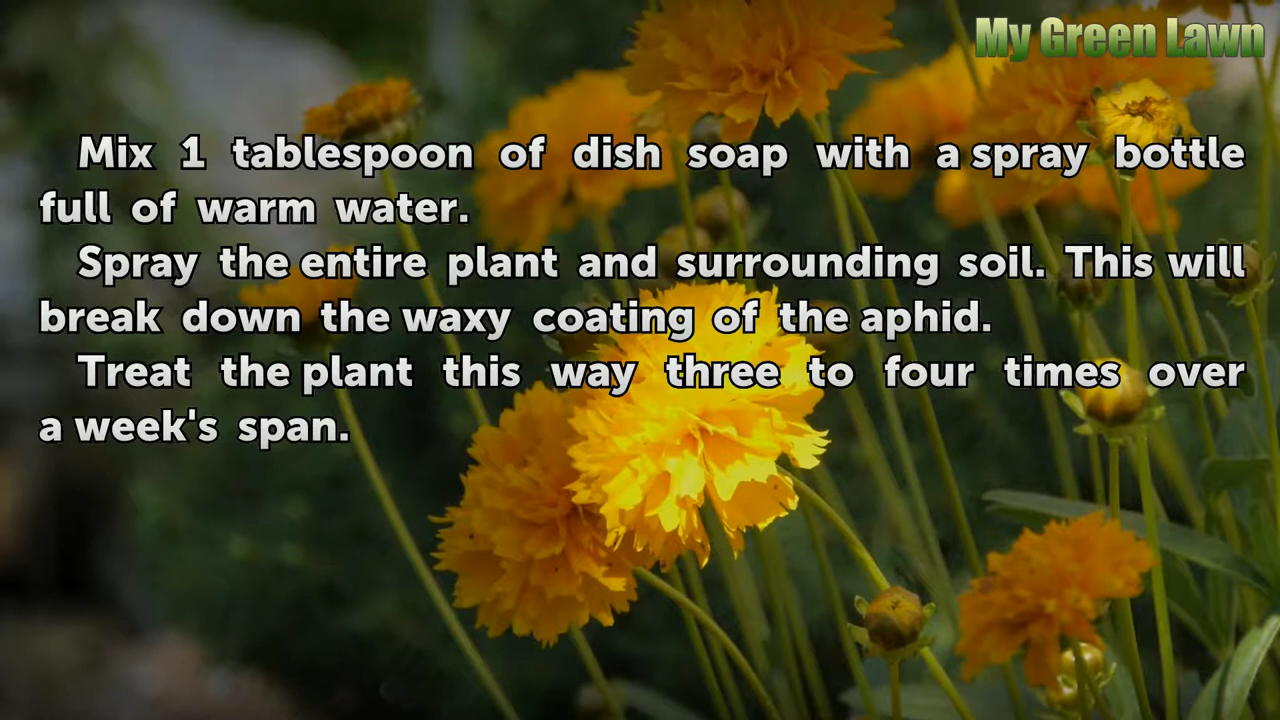 My Green Lawn
Mix 1 tablespoon of dish soap with a spray bottle
full of warm water.
Spray the entire plant and surrounding soil. This will
break down the waxy coating of the aphid.
Treat the plant this way three to four times over
a week's span.